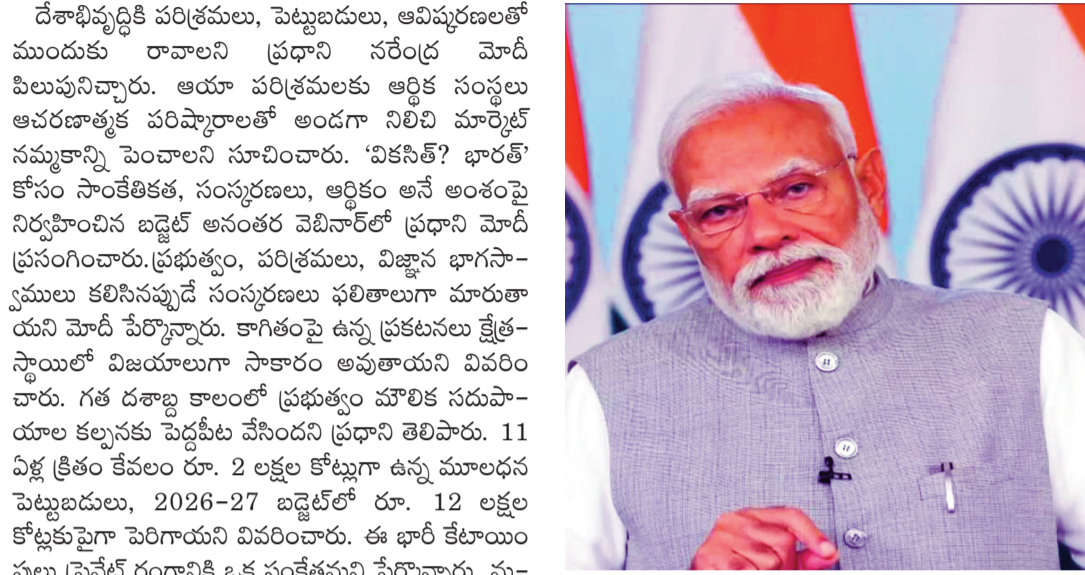 దేశాభివృద్ధికి పరిశ్రమలు, పెట్టుబడులు, ఆవిష్కరణలతో
ముందుకు రావాలని ప్రధాని నరేంద్ర మోదీ
పిలుపునిచ్చారు. ఆయా పరిశ్రమలకు ఆర్థిక సంస్థలు
ఆచరణాత్మక పరిష్కారాలతో అండగా నిలిచి మార్కెట్
నమ్మకాన్ని పెంచాలని సూచించారు. ‘వికసిత్? భారత్’
కోసం సాంకేతికత, సంస్కరణలు, ఆర్థికం అనే అంశంపై
నిర్వహించిన బడ్జెట్ అనంతర వెబినార్‌లో ప్రధాని మోదీ
ప్రసంగించారు.ప్రభుత్వం, పరిశ్రమలు, విజ్ఞాన భాగసా-
్వములు కలిసినప్పుడే సంస్కరణలు ఫలితాలుగా మారుతా
యని మోదీ పేర్కొన్నారు. కాగితంపై ఉన్న ప్రకటనలు క్షేత్ర-
స్థాయిలో విజయాలుగా సాకారం అవుతాయని వివరిం
చారు. గత దశాబ్ద కాలంలో ప్రభుత్వం మౌలిక సదుపా-
యాల కల్పనకు పెద్దపీట వేసిందని ప్రధాని తెలిపారు. 11
ఏళ్ల క్రితం కేవలం రూ. 2 లక్షల కోట్లుగా ఉన్న మూలధన
పెట్టుబడులు, 2026-27 బడ్జెట్‌లో రూ. 12 లక్షల
కోట్లకుపైగా పెరిగాయని వివరించారు. ఈ భారీ కేటాయిం
పులు ప్రైవేట్ రంగానికి ఒక సంకేతమని పేర్కొన్నారు. మ-